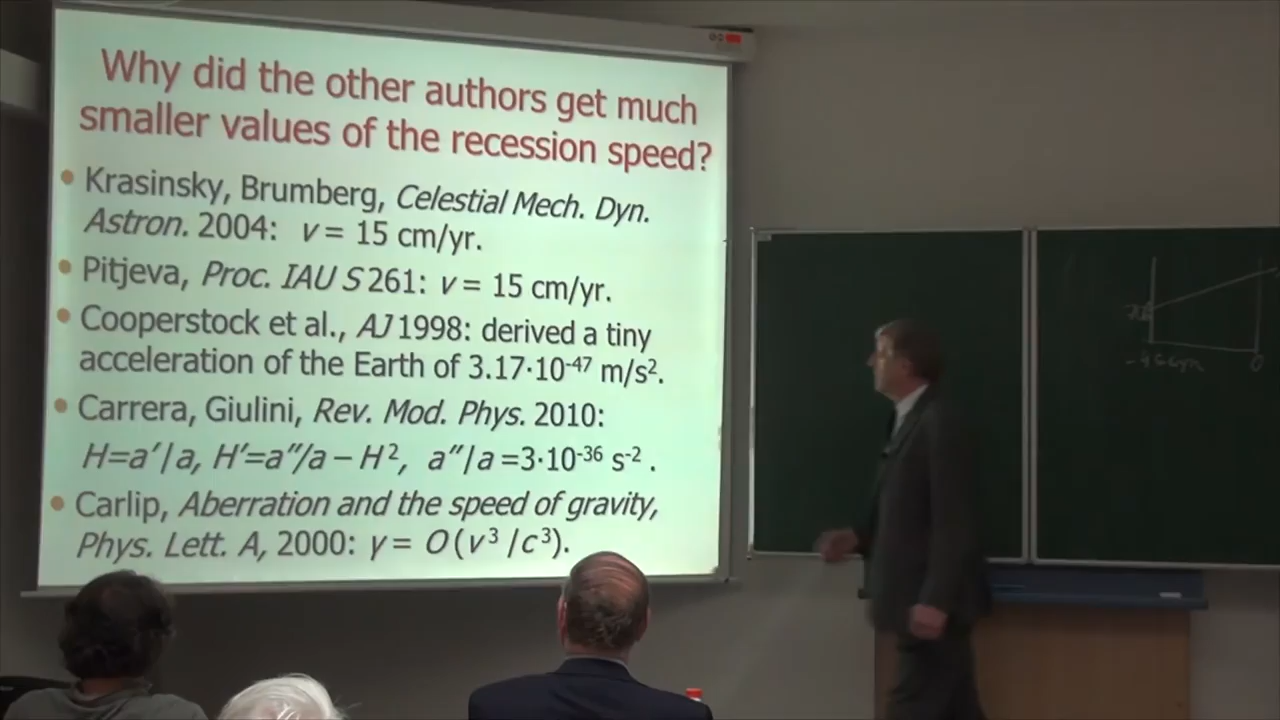 Why did the other authors get much
smaller values of the recession speed?
• Krasinsky, Brumberg, Celestial Mech. Dyn.
Astron. 2004: v = 15 cm/yr.
• Pitjeva, Proc. IAU S 261: v = 15 cm/yr.
• Cooperstock et al., AJ 1998: derived a tiny
acceleration of the Earth of 3.17·10⁻⁴⁷ m/s².
• Carrera, Giulini, Rev. Mod. Phys. 2010:
H=a′/a, H′=a″/a – H², a″/a =3·10⁻³⁶ s⁻².
• Carlip, Aberration and the speed of gravity,
Phys. Lett. A, 2000: γ = O(v³/c³).
0